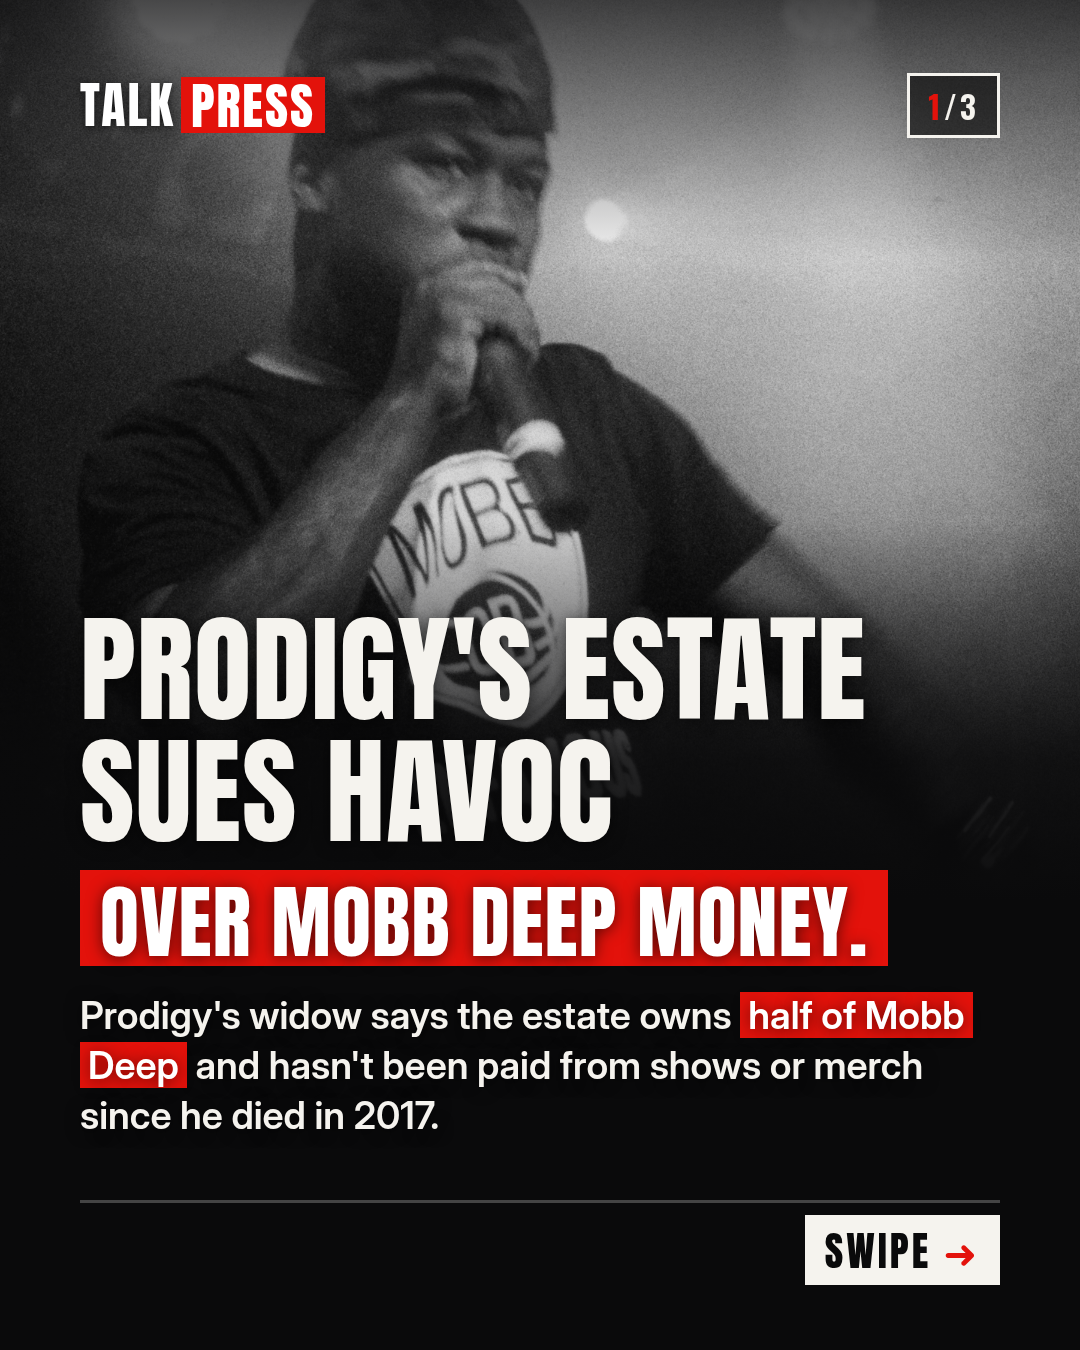 TALK PRESS
1/3
MOBB
PRODIGY'S ESTATE
SUES HAVOC
OVER MOBB DEEP MONEY.
Prodigy's widow says the estate owns half of Mobb
Deep and hasn't been paid from shows or merch
since he died in 2017.
SWIPE →